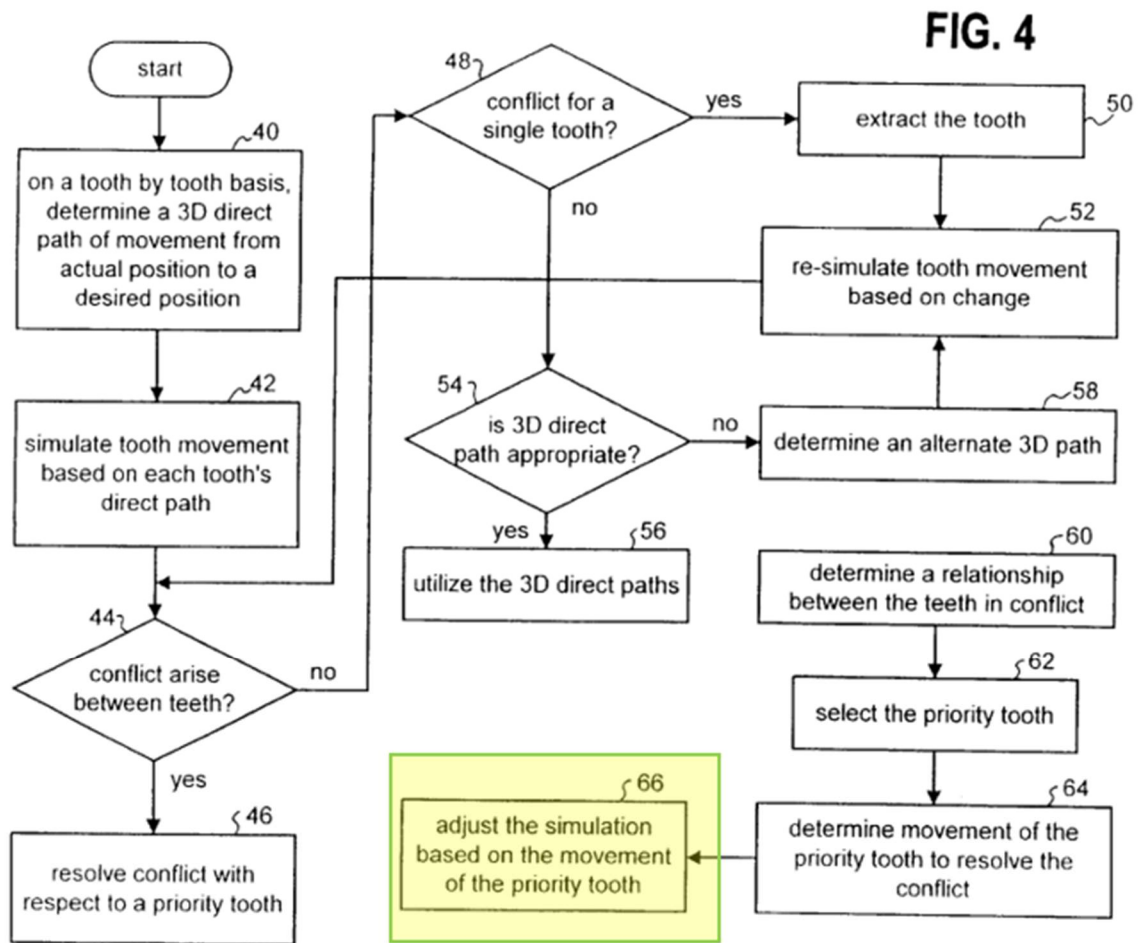 FIG. 4
start
40
on a tooth by tooth basis,
determine a 3D direct
path of movement from
actual position to a
desired position
42
simulate tooth movement
based on each tooth's
direct path
44
conflict arise
between teeth?
no
yes
46
resolve conflict with
respect to a priority tooth
48
conflict for a
single tooth?
yes
no
50
extract the tooth
52
re-simulate tooth movement
based on change
54
is 3D direct
path appropriate?
no
yes
56
utilize the 3D direct paths
58
determine an alternate 3D path
60
determine a relationship
between the teeth in conflict
62
select the priority tooth
64
determine movement of the
priority tooth to resolve the
conflict
66
adjust the simulation
based on the movement
of the priority tooth